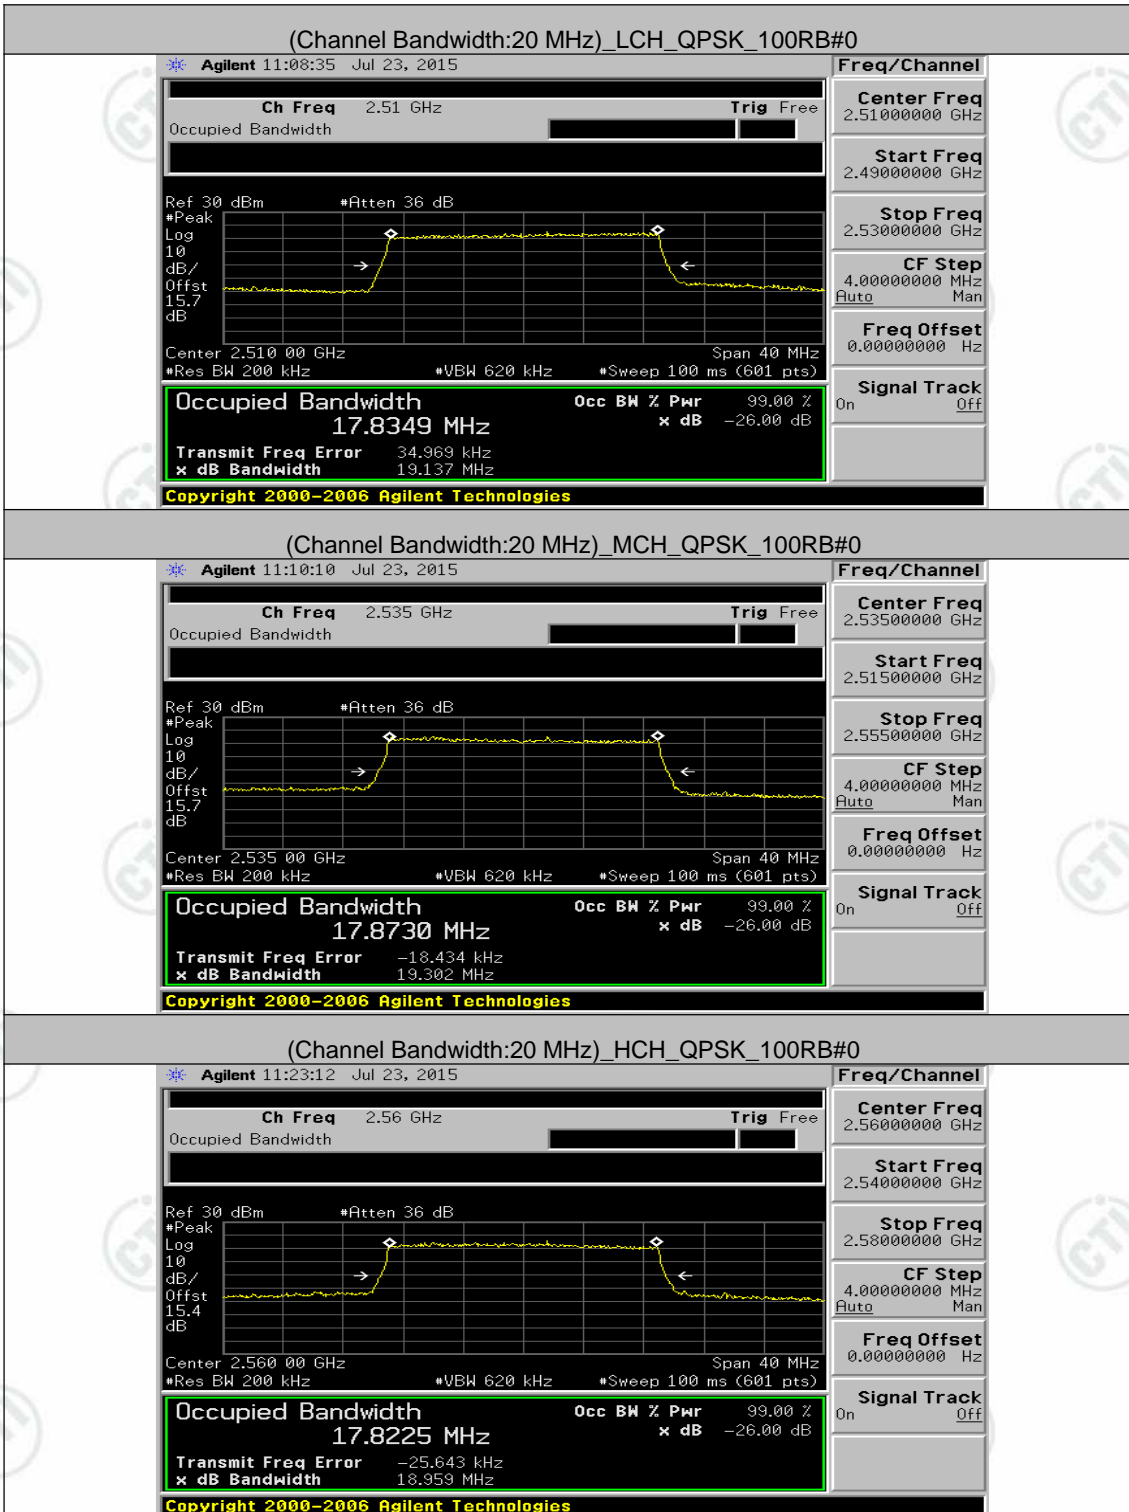 (Channel Bandwidth:20 MHz)_LCH_QPSK_100RB#0
Agilent 11:08:35 Jul 23, 2015
Freq/Channel
Ch Freq 2.51 GHz Trig Free
Occupied Bandwidth
Center Freq
2.51000000 GHz
Start Freq
2.49000000 GHz
Stop Freq
2.53000000 GHz
CF Step
4.00000000 MHz
Auto Man
Freq Offset
0.00000000 Hz
Signal Track
On Off
Ref 30 dBm #Atten 36 dB
#Peak
Log
10
dB/
Offst
15.7
dB
Center 2.510 00 GHz Span 40 MHz
#Res BW 200 kHz #VBW 620 kHz #Sweep 100 ms (601 pts)
Occupied Bandwidth Occ BW % Pwr 99.00 %
17.8349 MHz x dB -26.00 dB
Transmit Freq Error 34.969 kHz
x dB Bandwidth 19.137 MHz
Copyright 2000-2006 Agilent Technologies
(Channel Bandwidth:20 MHz)_MCH_QPSK_100RB#0
Agilent 11:10:10 Jul 23, 2015
Freq/Channel
Ch Freq 2.535 GHz Trig Free
Occupied Bandwidth
Center Freq
2.53500000 GHz
Start Freq
2.51500000 GHz
Stop Freq
2.55500000 GHz
CF Step
4.00000000 MHz
Auto Man
Freq Offset
0.00000000 Hz
Signal Track
On Off
Ref 30 dBm #Atten 36 dB
#Peak
Log
10
dB/
Offst
15.7
dB
Center 2.535 00 GHz Span 40 MHz
#Res BW 200 kHz #VBW 620 kHz #Sweep 100 ms (601 pts)
Occupied Bandwidth Occ BW % Pwr 99.00 %
17.8730 MHz x dB -26.00 dB
Transmit Freq Error -18.434 kHz
x dB Bandwidth 19.302 MHz
Copyright 2000-2006 Agilent Technologies
(Channel Bandwidth:20 MHz)_HCH_QPSK_100RB#0
Agilent 11:23:12 Jul 23, 2015
Freq/Channel
Ch Freq 2.56 GHz Trig Free
Occupied Bandwidth
Center Freq
2.56000000 GHz
Start Freq
2.54000000 GHz
Stop Freq
2.58000000 GHz
CF Step
4.00000000 MHz
Auto Man
Freq Offset
0.00000000 Hz
Signal Track
On Off
Ref 30 dBm #Atten 36 dB
#Peak
Log
10
dB/
Offst
15.4
dB
Center 2.560 00 GHz Span 40 MHz
#Res BW 200 kHz #VBW 620 kHz #Sweep 100 ms (601 pts)
Occupied Bandwidth Occ BW % Pwr 99.00 %
17.8225 MHz x dB -26.00 dB
Transmit Freq Error -25.643 kHz
x dB Bandwidth 18.959 MHz
Copyright 2000-2006 Agilent Technologies